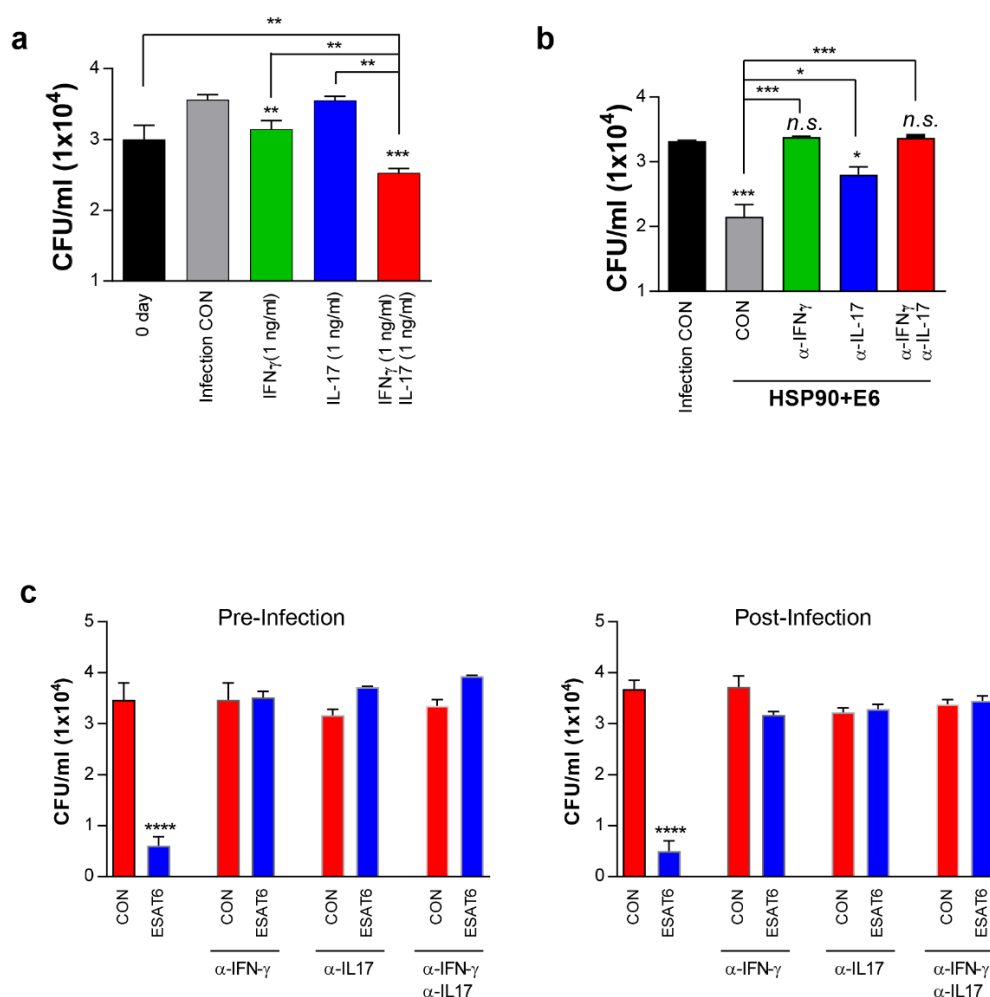 a
**
**
**
**
***
4
3
2
1
CFU/ml (1x10⁴)
0 day
Infection CON
IFNγ (1 ng/ml)
IL-17 (1 ng/ml)
IFNγ (1 ng/ml)
IL-17 (1 ng/ml)
b
***
*
***
n.s.
n.s.
*
***
4
3
2
1
CFU/ml (1x10⁴)
Infection CON
CON
α-IFNγ
α-IL-17
α-IFNγ
α-IL-17
HSP90+E6
c
Pre-Infection
5
4
3
2
1
0
CFU/ml (1x10⁴)
****
CON
ESAT6
CON
ESAT6
CON
ESAT6
CON
ESAT6
α-IFN-γ
α-IL17
α-IFN-γ
α-IL17
Post-Infection
5
4
3
2
1
0
CFU/ml (1x10⁴)
****
CON
ESAT6
CON
ESAT6
CON
ESAT6
CON
ESAT6
α-IFN-γ
α-IL17
α-IFN-γ
α-IL17